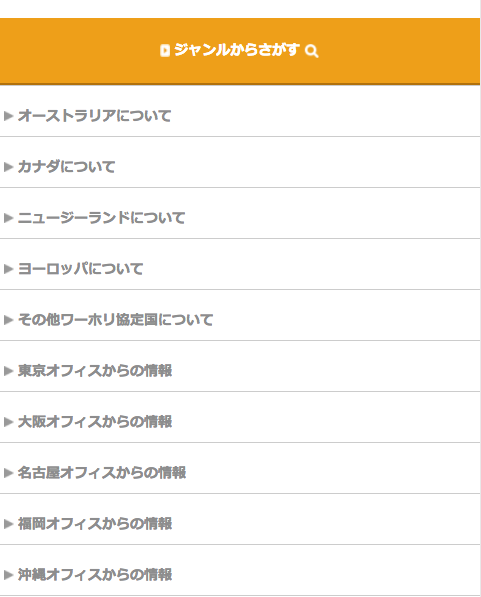 ジャンルからさがす
オーストラリアについて
カナダについて
ニュージーランドについて
ヨーロッパについて
その他ワーホリ協定国について
東京オフィスからの情報
大阪オフィスからの情報
名古屋オフィスからの情報
福岡オフィスからの情報
沖縄オフィスからの情報